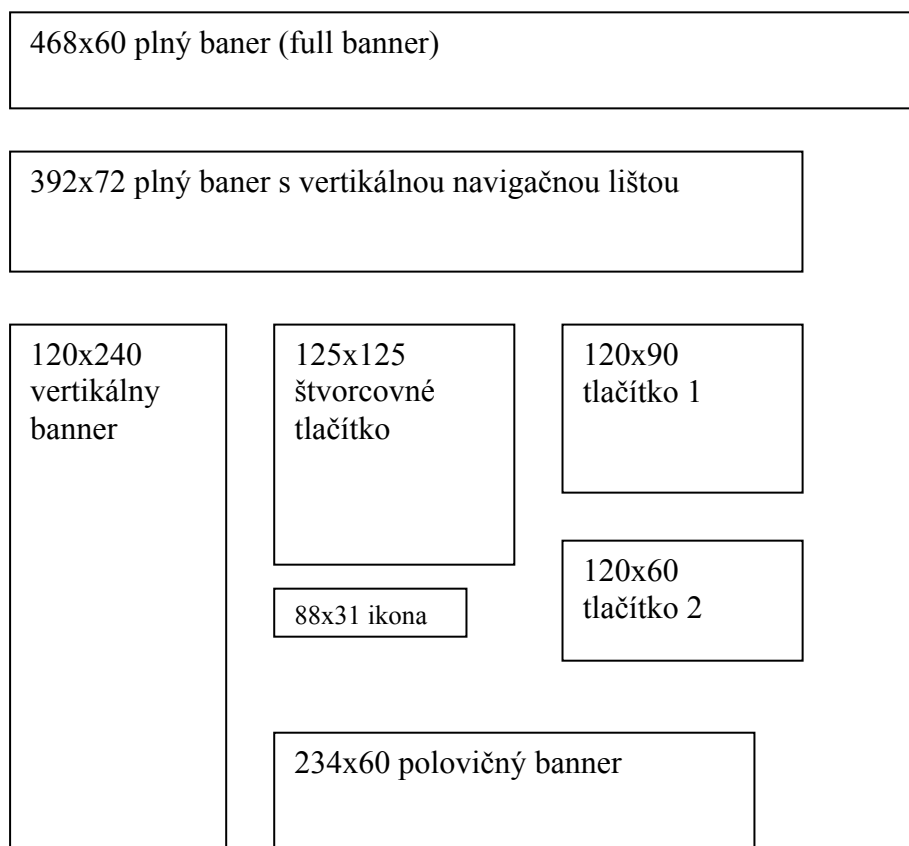 468x60 plný baner (full banner)
392x72 plný baner s vertikálnou navigačnou lištou
120x240
vertikálny
banner
125x125
štvorcovné
tlačítko
120x90
tlačítko 1
88x31 ikona
120x60
tlačítko 2
234x60 polovičný banner